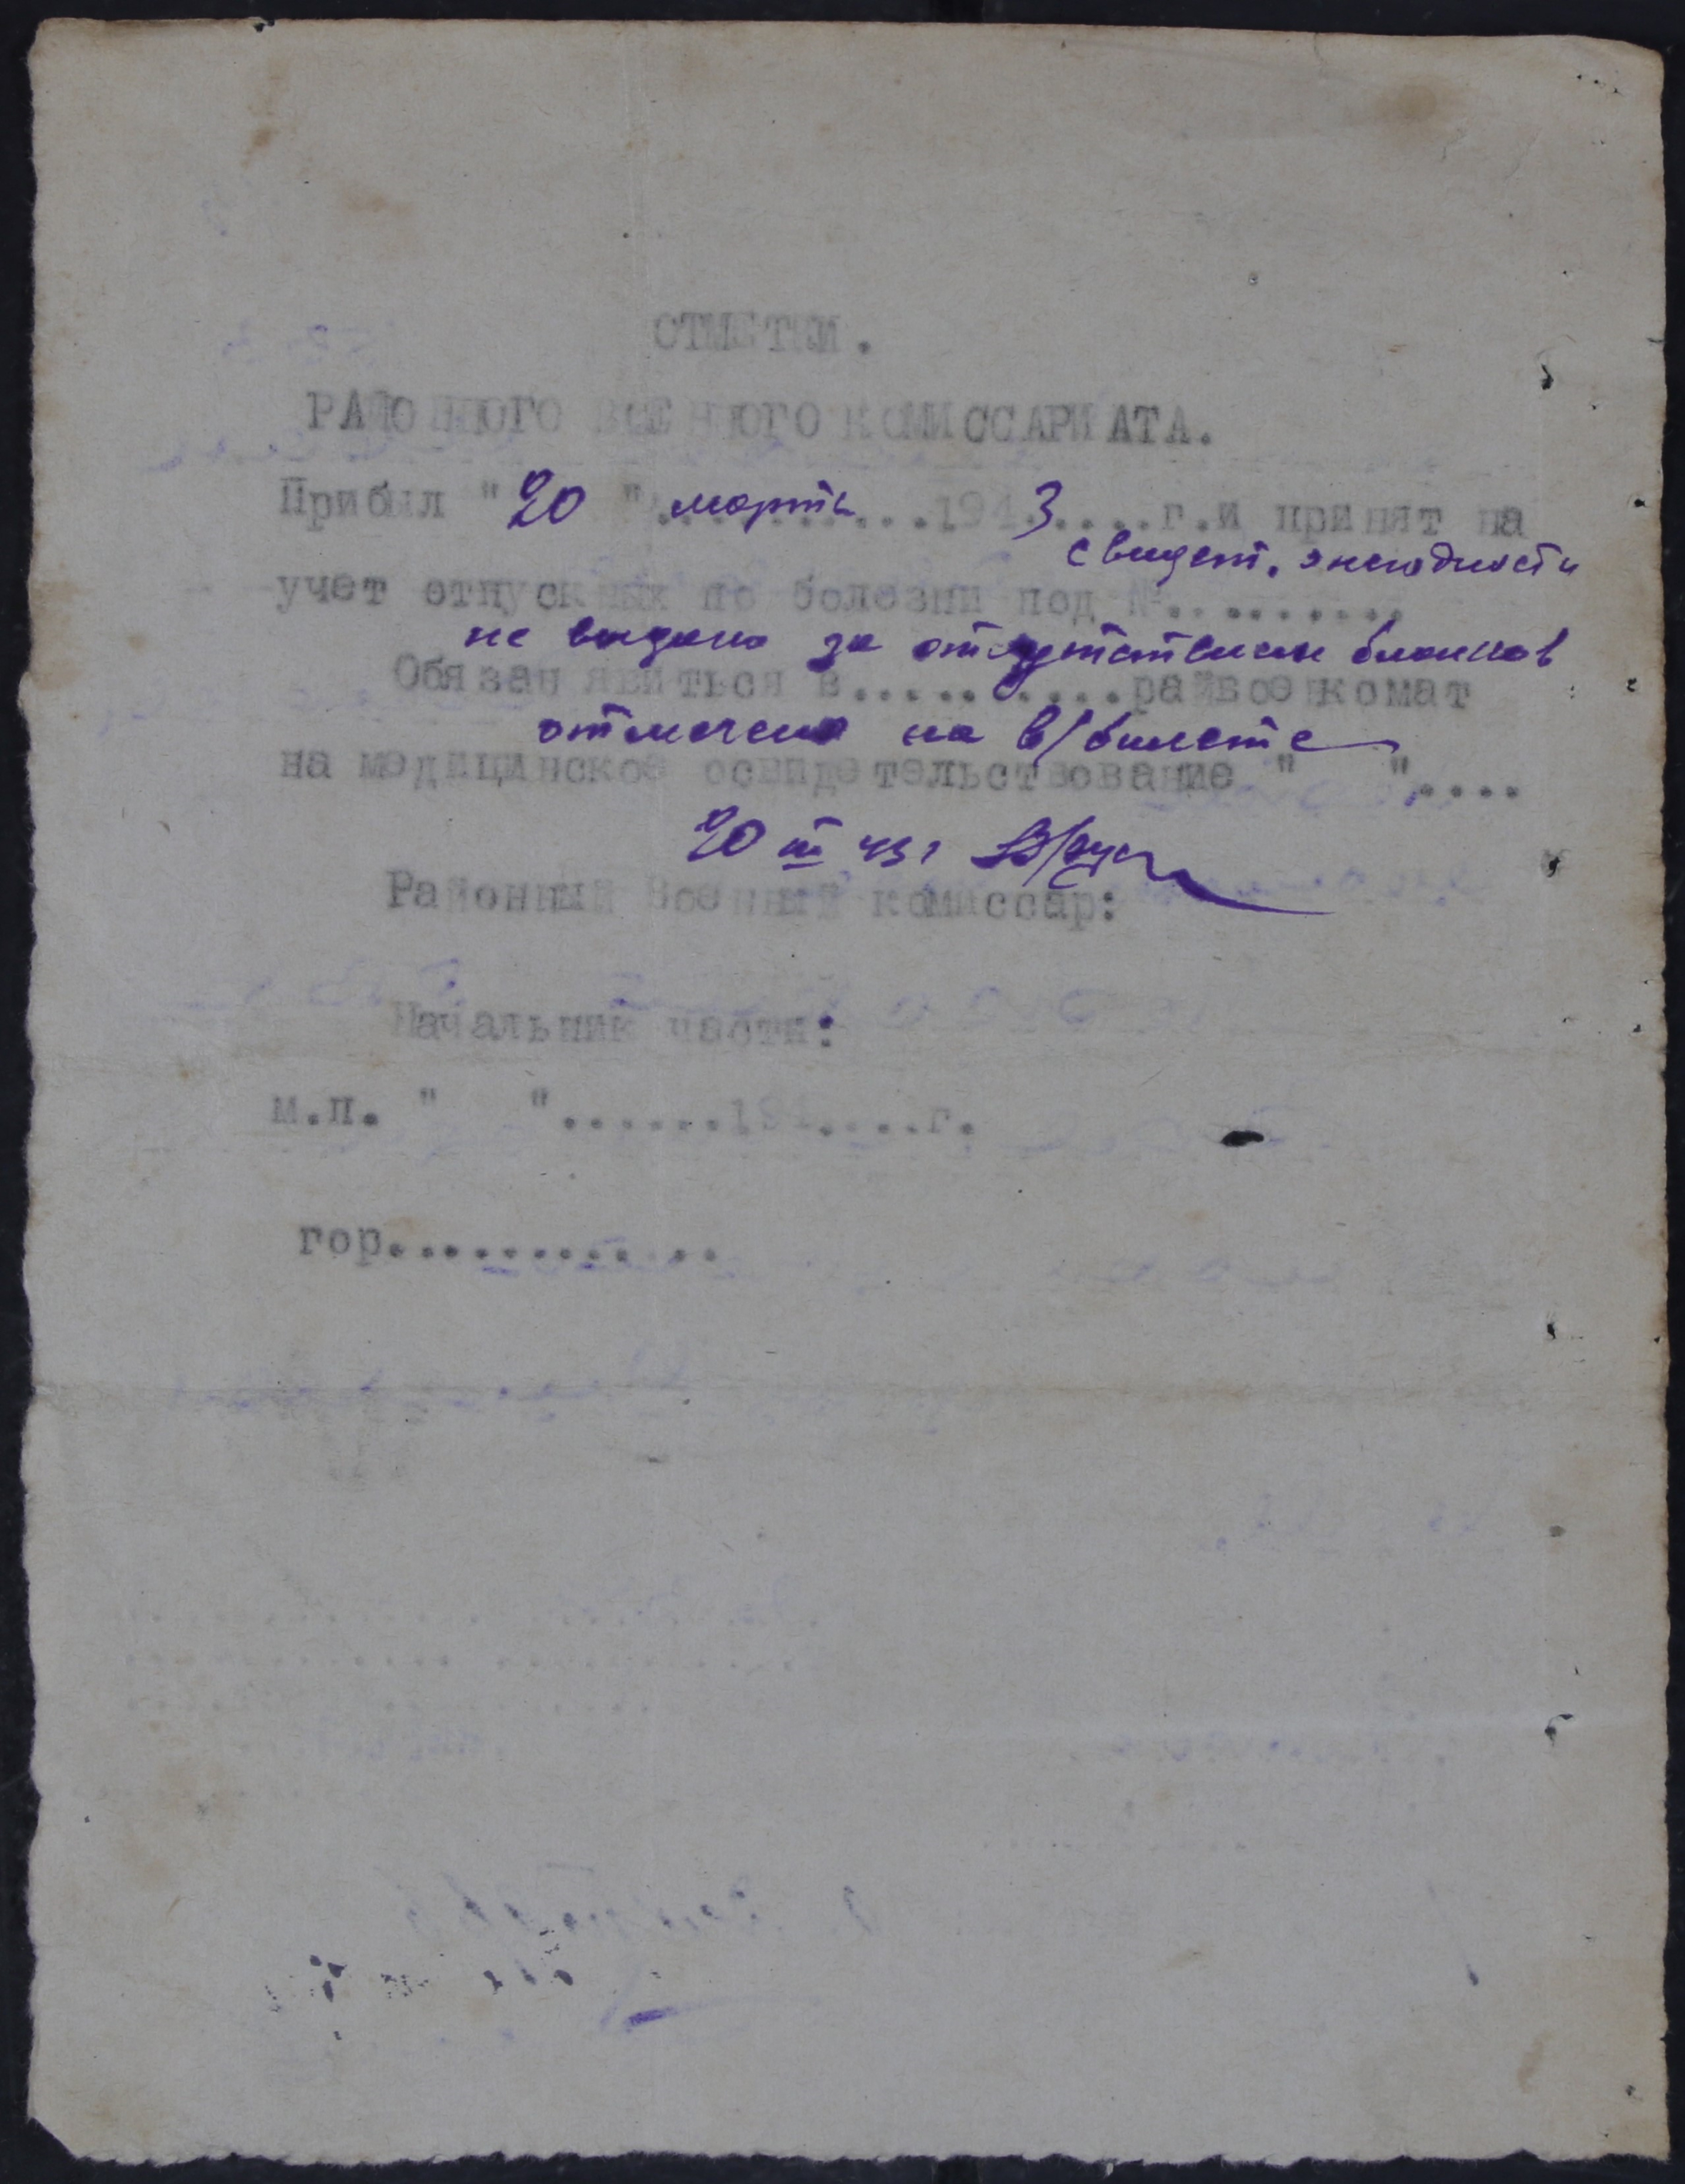 ОТМЕТКИ.
РАЙОННОГО ВОЕННОГО КОМИССАРИАТА.
Прибыл "20" марта 1943 г.и принят на
свидет. э негодности
учет отпускных по болезни под №.........
не выдано за отсутствием бланков
Обязан явиться в..........райвоенкомат
отмечено на в/билете
на медицинское освидетельствование " "....
20 III 43 г
Районный Военный комиссар:
Начальник части:
м.п. " ".......194....г.
гор............